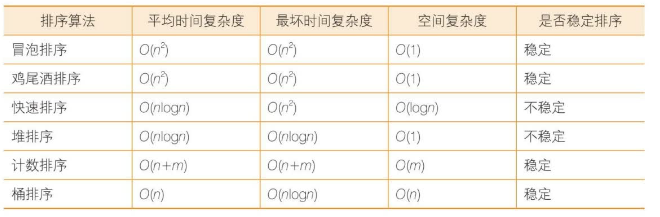 排序算法 平均时间复杂度 最坏时间复杂度 空间复杂度 是否稳定排序
冒泡排序 O(n²) O(n²) O(1) 稳定
鸡尾酒排序 O(n²) O(n²) O(1) 稳定
快速排序 O(nlogn) O(n²) O(logn) 不稳定
堆排序 O(nlogn) O(nlogn) O(1) 不稳定
计数排序 O(n+m) O(n+m) O(m) 稳定
桶排序 O(n) O(nlogn) O(n) 稳定